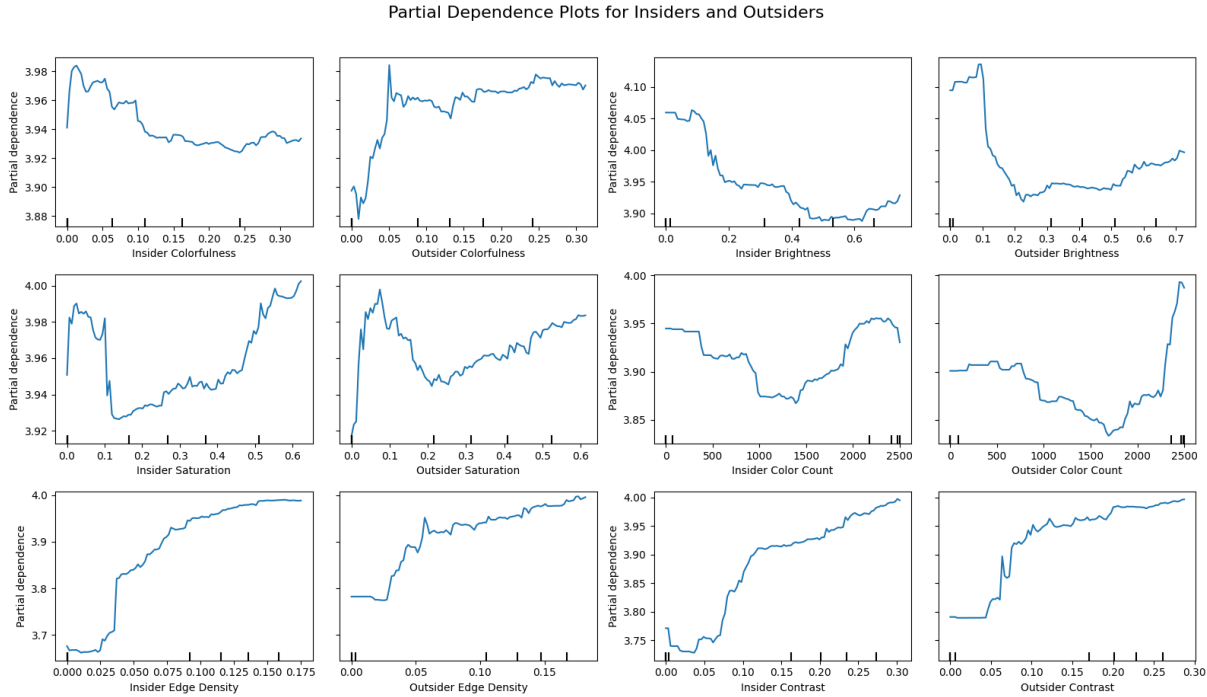 Partial Dependence Plots for Insiders and Outsiders
Partial dependence
3.98
3.96
3.94
3.92
3.90
3.88
0.00 0.05 0.10 0.15 0.20 0.25 0.30
Insider Colorfulness
0.00 0.05 0.10 0.15 0.20 0.25 0.30
Outsider Colorfulness
Partial dependence
4.10
4.05
4.00
3.95
3.90
0.0 0.2 0.4 0.6
Insider Brightness
0.0 0.1 0.2 0.3 0.4 0.5 0.6 0.7
Outsider Brightness
Partial dependence
4.00
3.98
3.96
3.94
3.92
0.0 0.1 0.2 0.3 0.4 0.5 0.6
Insider Saturation
0.0 0.1 0.2 0.3 0.4 0.5 0.6
Outsider Saturation
Partial dependence
4.00
3.95
3.90
3.85
0 500 1000 1500 2000 2500
Insider Color Count
0 500 1000 1500 2000 2500
Outsider Color Count
Partial dependence
4.0
3.9
3.8
3.7
0.000 0.025 0.050 0.075 0.100 0.125 0.150 0.175
Insider Edge Density
0.00 0.05 0.10 0.15
Outsider Edge Density
Partial dependence
4.00
3.95
3.90
3.85
3.80
3.75
0.00 0.05 0.10 0.15 0.20 0.25 0.30
Insider Contrast
0.00 0.05 0.10 0.15 0.20 0.25 0.30
Outsider Contrast